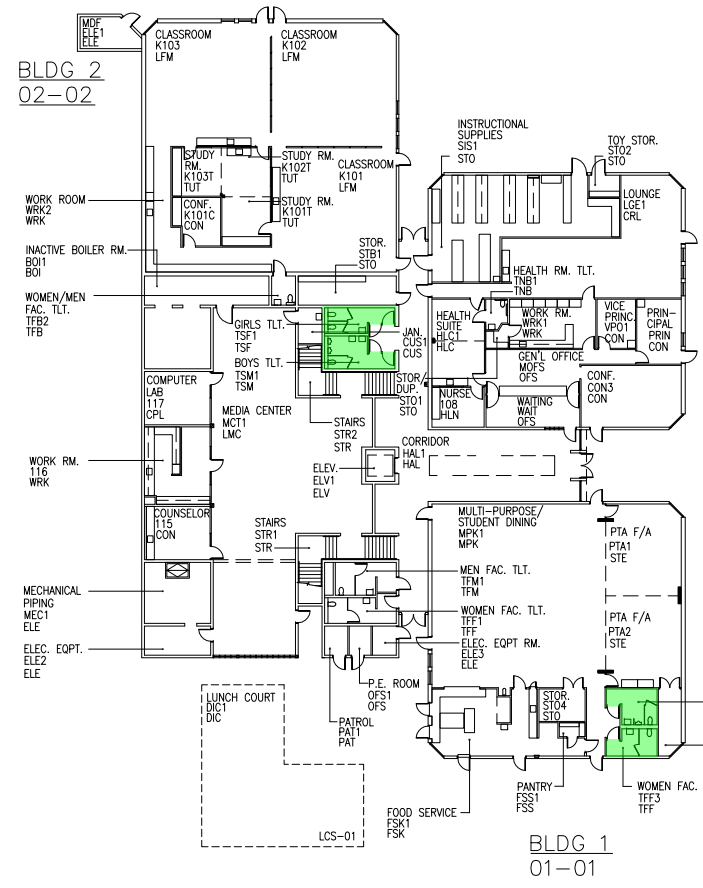 MDF
ELE1
ELE
BLDG 2
02-02
CLASSROOM
K103
LFM
CLASSROOM
K102
LFM
STUDY
RM.
K103T
TUT
STUDY RM.
K102T
TUT
CLASSROOM
K101
LFM
CONF.
K101C
CON
STUDY RM.
K101T
TUT
WORK ROOM
WRK2
WRK
INACTIVE BOILER RM.
BOI1
BOI
WOMEN/MEN
FAC. TLT.
TFB2
TFB
STOR.
STB1
STO
INSTRUCTIONAL
SUPPLIES
SIS1
STO
TOY STOR.
STO2
STO
LOUNGE
LGE1
CRL
HEALTH RM. TLT.
TNB1
TNB
HEALTH
SUITE
HLC1
HLC
WORK RM.
WRK1
WRK
VICE
PRINC.
VPO1
CON
PRIN-
CIPAL
PRIN
CON
GIRLS TLT.
TSF1
TSF
JAN.
CUS1
CUS
BOYS TLT.
TSM1
TSM
STOR/
DUP.
STO1
STO
GEN'L OFFICE
MOFS
OFS
CONF.
CON3
CON
NURSE
108
HLN
WAITING
WAIT
OFS
COMPUTER
LAB
117
CPL
MEDIA CENTER
MCT1
LMC
STAIRS
STR2
STR
CORRIDOR
HAL1
HAL
ELEV.
ELV1
ELV
WORK RM.
116
WRK
COUNSELOR
115
CON
STAIRS
STR1
STR
MULTI-PURPOSE/
STUDENT DINING
MPK1
MPK
PTA F/A
PTA1
STE
PTA F/A
PTA2
STE
MEN FAC. TLT.
TFM1
TFM
WOMEN FAC. TLT.
TFF1
TFF
ELEC. EQPT RM.
ELE3
ELE
MECHANICAL
PIPING
MEC1
ELE
ELEC. EQPT.
ELE2
ELE
P.E. ROOM
OFS1
OFS
PATROL
PAT1
PAT
LUNCH COURT
DIC1
DIC
LCS-01
STOR.
STO4
STO
PANTRY
FSS1
FSS
FOOD SERVICE
FSK1
FSK
WOMEN FAC.
TFF3
TFF
BLDG 1
01-01